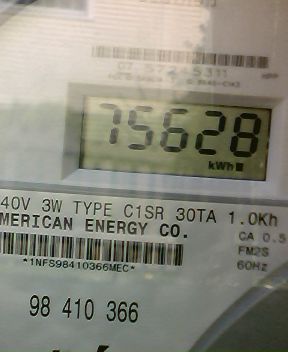 75628
kWh
40V 3W TYPE C1SR 30TA 1.0Kh
MERICAN ENERGY CO.
CA 0.5
FM2S
*1NFS98410366MEC*
60Hz
98 410 366